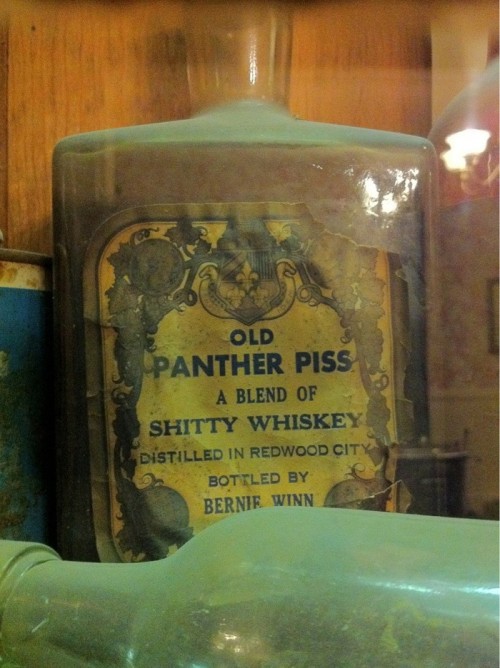 OLD
PANTHER PISS
A BLEND OF
SHITTY WHISKEY
DISTILLED IN REDWOOD CITY
BOTTLED BY
BERNIE WINN